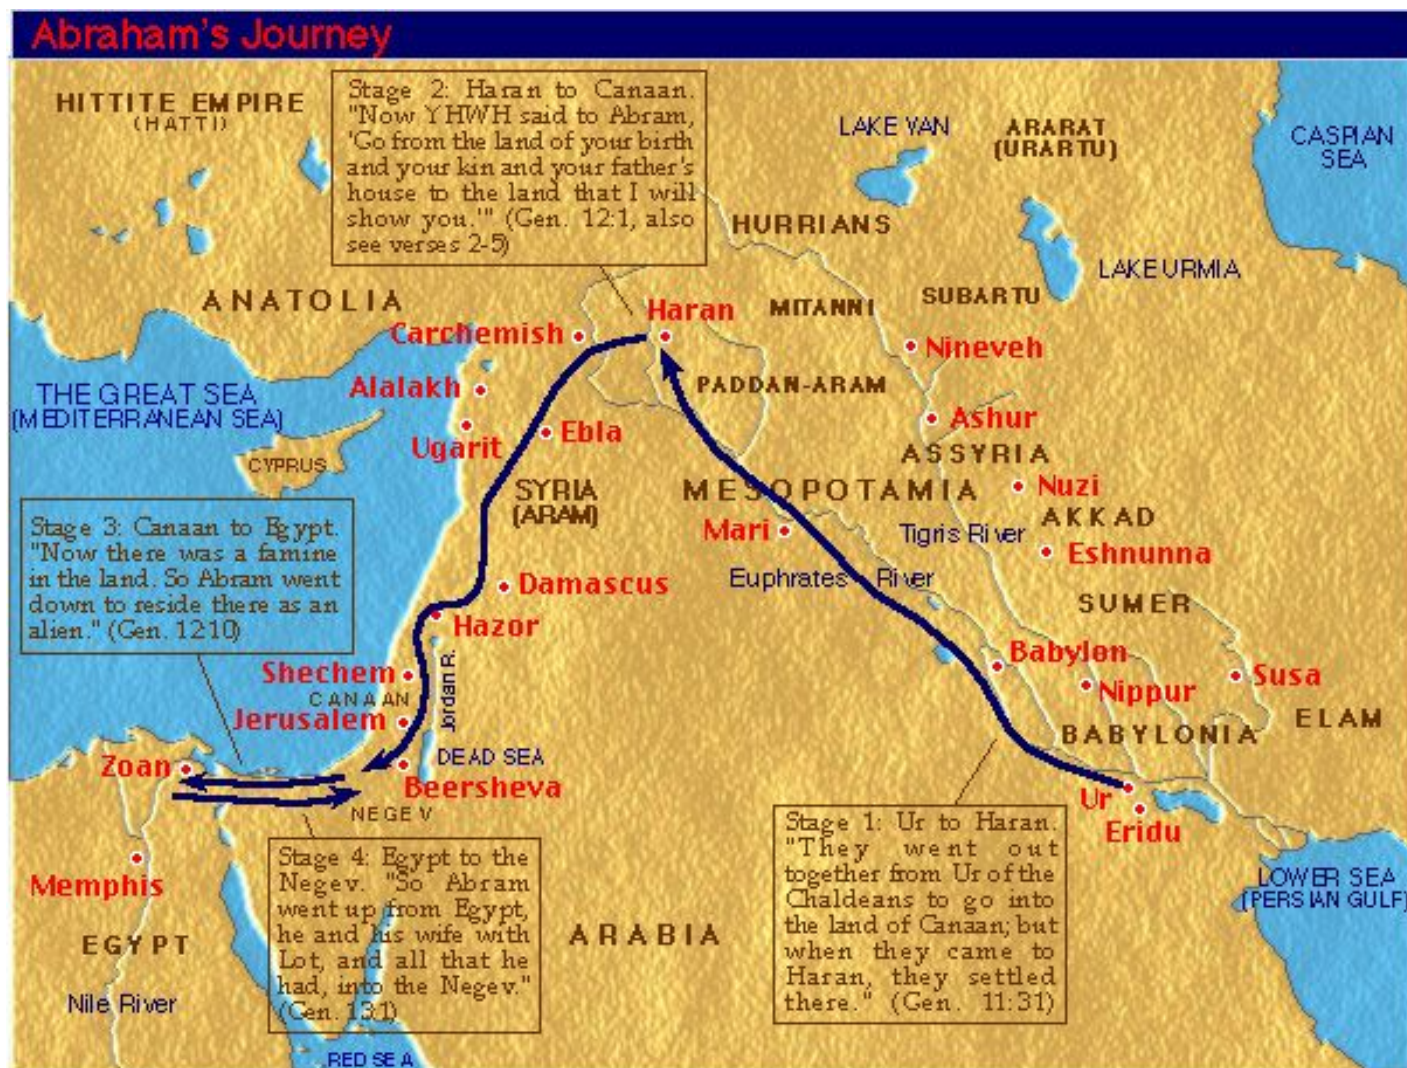 Abraham's Journey
HITTITE EMPIRE
(HATTI)
Stage 2: Haran to Canaan.
"Now YHWH said to Abram,
'Go from the land of your birth
and your kin and your father's
house to the land that I will
show you.'" (Gen. 12:1, also
see verses 2-5)
LAKE VAN
ARARAT
(URARTU)
CASPIAN
SEA
HURRIANS
LAKE URMIA
ANATOLIA
Haran
MITANNI
SUBARTU
Carchemish
Nineveh
THE GREAT SEA
(MEDITERRANEAN SEA)
Alalakh
PADDAN-ARAM
Ashur
Ugarit
Ebla
CYPRUS
ASSYRIA
SYRIA
(ARAM)
MESOPOTAMIA
Nuzi
AKKAD
Mari
Tigris River
Eshnunna
Stage 3: Canaan to Egypt.
"Now there was a famine
in the land. So Abram went
down to reside there as an
alien." (Gen. 12:10)
Damascus
Euphrates River
SUMER
Hazor
Shechem
CANAAN
Jordan R.
Babylon
Nippur
Susa
Jerusalem
ELAM
BABYLONIA
DEAD SEA
Zoan
Beersheva
NEGEV
Ur
Eridu
Stage 1: Ur to Haran.
"They went out
together from Ur of the
Chaldeans to go into
the land of Canaan; but
when they came to
Haran, they settled
there." (Gen. 11:31)
Stage 4: Egypt to the
Negev. "So Abram
went up from Egypt,
he and his wife with
Lot, and all that he
had, into the Negev."
(Gen. 13:1)
Memphis
LOWER SEA
(PERSIAN GULF)
EGYPT
ARABIA
Nile River
RED SEA